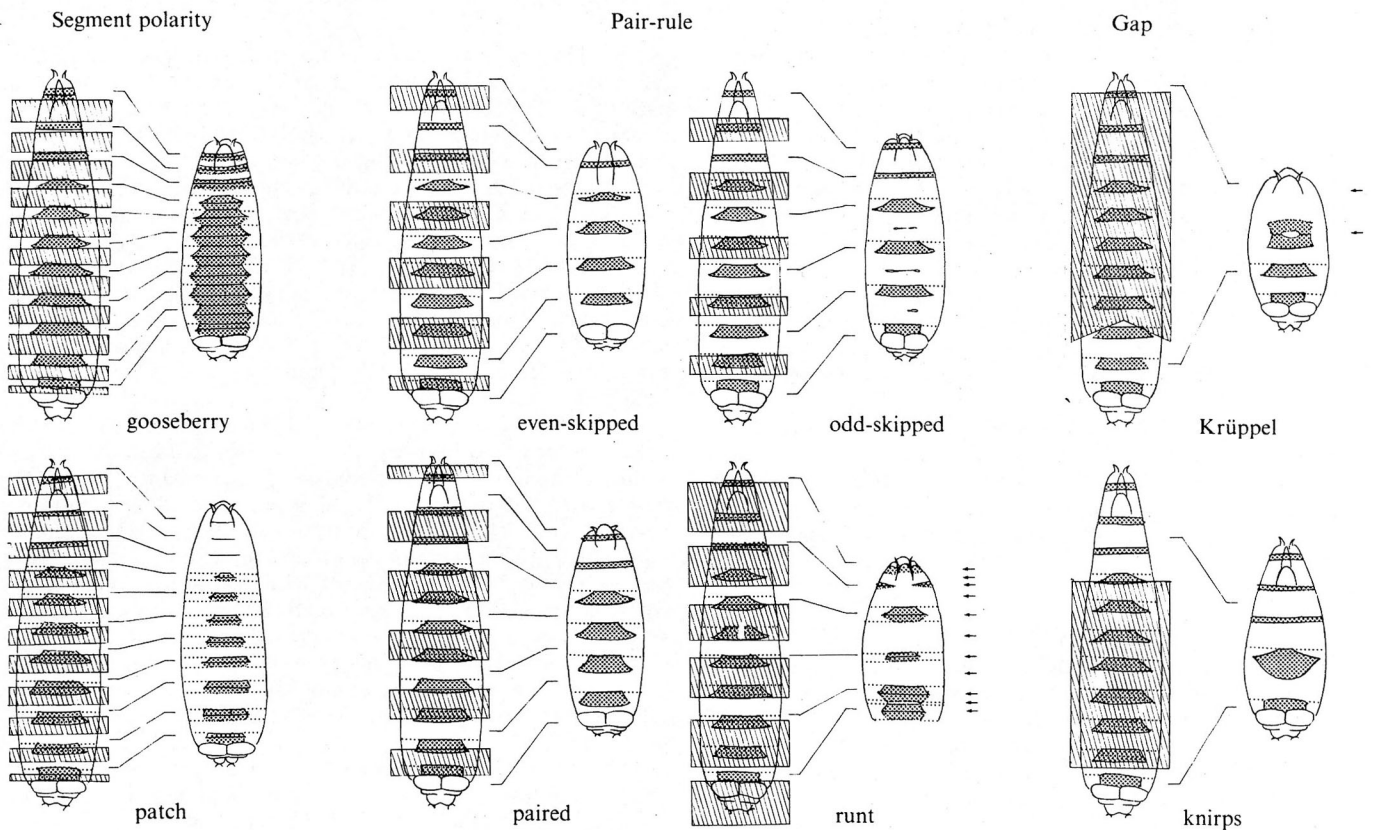 Segment polarity
Pair-rule
Gap
gooseberry
even-skipped
odd-skipped
Krüppel
patch
paired
runt
knirps